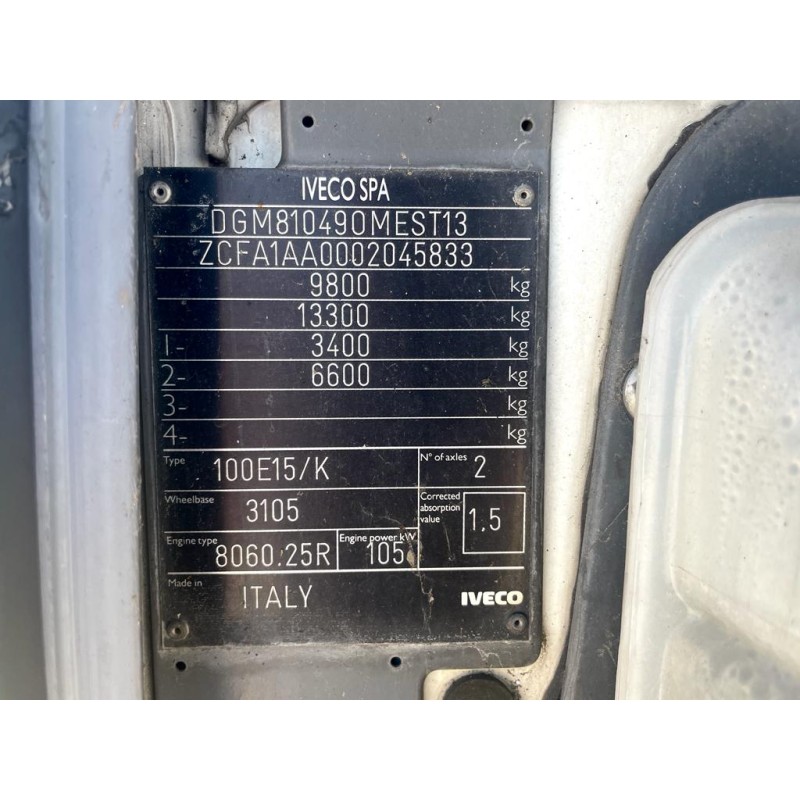 IVECO SPA
DGM810490MEST13
ZCFA1AA0002045833
9800 kg
13300 kg
1- 3400 kg
2- 6600 kg
3- kg
4- kg
Type 100E15/K N° of axles 2
Wheelbase 3105 Corrected absorption value 1.5
Engine type 8060.25R Engine power kW 105
Made in ITALY IVECO